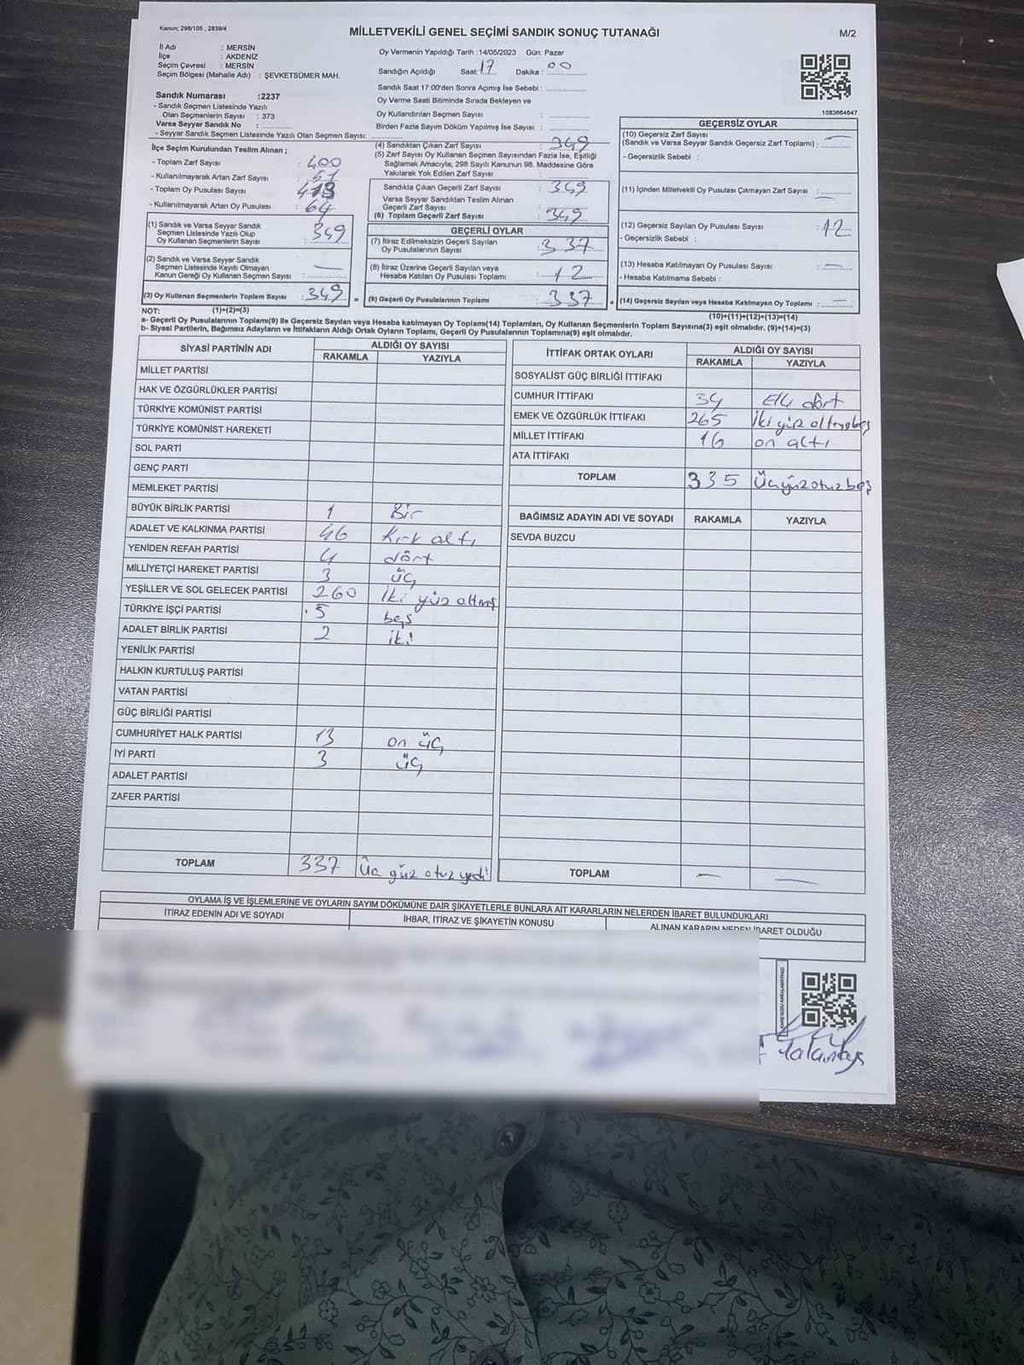 Kanun; 298/105 , 2839/4
MİLLETVEKİLİ GENEL SEÇİMİ SANDIK SONUÇ TUTANAĞI
M/2
İl Adı : MERSİN
İlçe : AKDENİZ
Seçim Çevresi : MERSİN
Seçim Bölgesi (Mahalle Adı) : ŞEVKETSÜMER MAH.
Sandık Numarası :2237
- Sandık Seçmen Listesinde Yazılı
Olan Seçmenlerin Sayısı : 373
Varsa Seyyar Sandık No :
- Seyyar Sandık Seçmen Listesinde Yazılı Olan Seçmen Sayısı:
Oy Vermenin Yapıldığı Tarih :14/05/2023 Gün: Pazar
Sandığın Açıldığı Saat: 17 Dakika : 00
Sandık Saat 17:00'den Sonra Açımış İse Sebebi :
Oy Verme Saati Bitiminde Sırada Bekleyen ve
Oy Kullandırılan Seçmen Sayısı :
Birden Fazla Sayım Döküm Yapılmış İse Sayısı :
1083664647
İlçe Seçim Kurulundan Teslim Alınan ;
- Toplam Zarf Sayısı : 400
- Kullanılmayarak Artan Zarf Sayısı : 51
- Toplam Oy Pusulası Sayısı :
- Kullanılmayarak Artan Oy Pusulası : 64
(1) Sandık ve Varsa Seyyar Sandık
Seçmen Listesinde Yazılı Olup
Oy Kullanan Seçmenlerin Sayısı : 349
(2) Sandık ve Varsa Seyyar Sandık
Seçmen Listesinde Kayıtlı Olmayan
Kanun Gereği Oy Kullanan Seçmen Sayısı : —
(3) Oy Kullanan Seçmenlerin Toplam Sayısı : 349
(1)+(2)=(3)
(4) Sandıktan Çıkan Zarf Sayısı : 349
(5) Zarf Sayısı Oy Kullanan Seçmen Sayısından Fazla İse, Eşitliği
Sağlamak Amacıyla; 298 Sayılı Kanunun 98. Maddesine Göre
Yakılarak Yok Edilen Zarf Sayısı :
Sandıkta Çıkan Geçerli Zarf Sayısı : 349
Varsa Seyyar Sandıktan Teslim Alınan
Geçerli Zarf Sayısı :
(6) Toplam Geçerli Zarf Sayısı : 349
GEÇERLİ OYLAR
(7) İtiraz Edilmeksizin Geçerli Sayılan
Oy Pusulalarının Sayısı : 337
(8) İtiraz Üzerine Geçerli Sayılan veya
Hesaba Katılan Oy Pusulası Toplamı : 12
(9) Geçerli Oy Pusulalarının Toplamı : 337
GEÇERSİZ OYLAR
(10) Geçersiz Zarf Sayısı
(Sandık ve Varsa Seyyar Sandık Geçersiz Zarf Toplamı) : —
- Geçersizlik Sebebi :
(11) İçinden Milletvekili Oy Pusulası Çıkmayan Zarf Sayısı : —
(12) Geçersiz Sayılan Oy Pusulası Sayısı : 12
- Geçersizlik Sebebi :
(13) Hesaba Katılmayan Oy Pusulası Sayısı : —
- Hesaba Katılmama Sebebi :
(14) Geçersiz Sayılan veya Hesaba Katılmayan Oy Toplamı : —
(10)+(11)+(12)+(13)=(14)
NOT:
a- Geçerli Oy Pusulalarının Toplamı(9) ile Geçersiz Sayılan veya Hesaba katılmayan Oy Toplam(14) Toplamları, Oy Kullanan Seçmenlerin Toplam Sayısına(3) eşit olmalıdır. (9)+(14)=(3)
b- Siyasi Partilerin, Bağımsız Adayların ve İttifakların Aldığı Ortak Oyların Toplamı, Geçerli Oy Pusulalarının Toplamına(9) eşit olmalıdır.
SİYASİ PARTİNİN ADI ALDIĞI OY SAYISI
RAKAMLA YAZIYLA
MİLLET PARTİSİ
HAK VE ÖZGÜRLÜKLER PARTİSİ
TÜRKİYE KOMÜNİST PARTİSİ
TÜRKİYE KOMÜNİST HAREKETİ
SOL PARTİ
GENÇ PARTİ
MEMLEKET PARTİSİ
BÜYÜK BİRLİK PARTİSİ 1 Bir
ADALET VE KALKINMA PARTİSİ 46 Kırk altı
YENİDEN REFAH PARTİSİ 4 dört
MİLLİYETÇİ HAREKET PARTİSİ 3 üç
YEŞİLLER VE SOL GELECEK PARTİSİ 260 İki yüz altmış
TÜRKİYE İŞÇİ PARTİSİ 5 beş
ADALET BİRLİK PARTİSİ 2 iki
YENİLİK PARTİSİ
HALKIN KURTULUŞ PARTİSİ
VATAN PARTİSİ
GÜÇ BİRLİĞİ PARTİSİ
CUMHURİYET HALK PARTİSİ 13 on üç
İYİ PARTİ 3 üç
ADALET PARTİSİ
ZAFER PARTİSİ
TOPLAM 337 Üç yüz otuz yedi
İTTİFAK ORTAK OYLARI ALDIĞI OY SAYISI
RAKAMLA YAZIYLA
SOSYALİST GÜÇ BİRLİĞİ İTTİFAKI
CUMHUR İTTİFAKI 54 Elli dört
EMEK VE ÖZGÜRLÜK İTTİFAKI 265 İki yüz altmışbeş
MİLLET İTTİFAKI 16 on altı
ATA İTTİFAKI
TOPLAM 335 Üçyüzotuzbeş
BAĞIMSIZ ADAYIN ADI VE SOYADI RAKAMLA YAZIYLA
SEVDA BUZCU
TOPLAM — —
OYLAMA İŞ VE İŞLEMLERİNE VE OYLARIN SAYIM DÖKÜMÜNE DAİR ŞİKAYETLERLE BUNLARA AİT KARARLARIN NELERDEN İBARET BULUNDUKLARI
İTİRAZ EDENİN ADI VE SOYADI İHBAR, İTİRAZ VE ŞİKAYETİN KONUSU ALINAN KARARIN NEDEN İBARET OLDUĞU